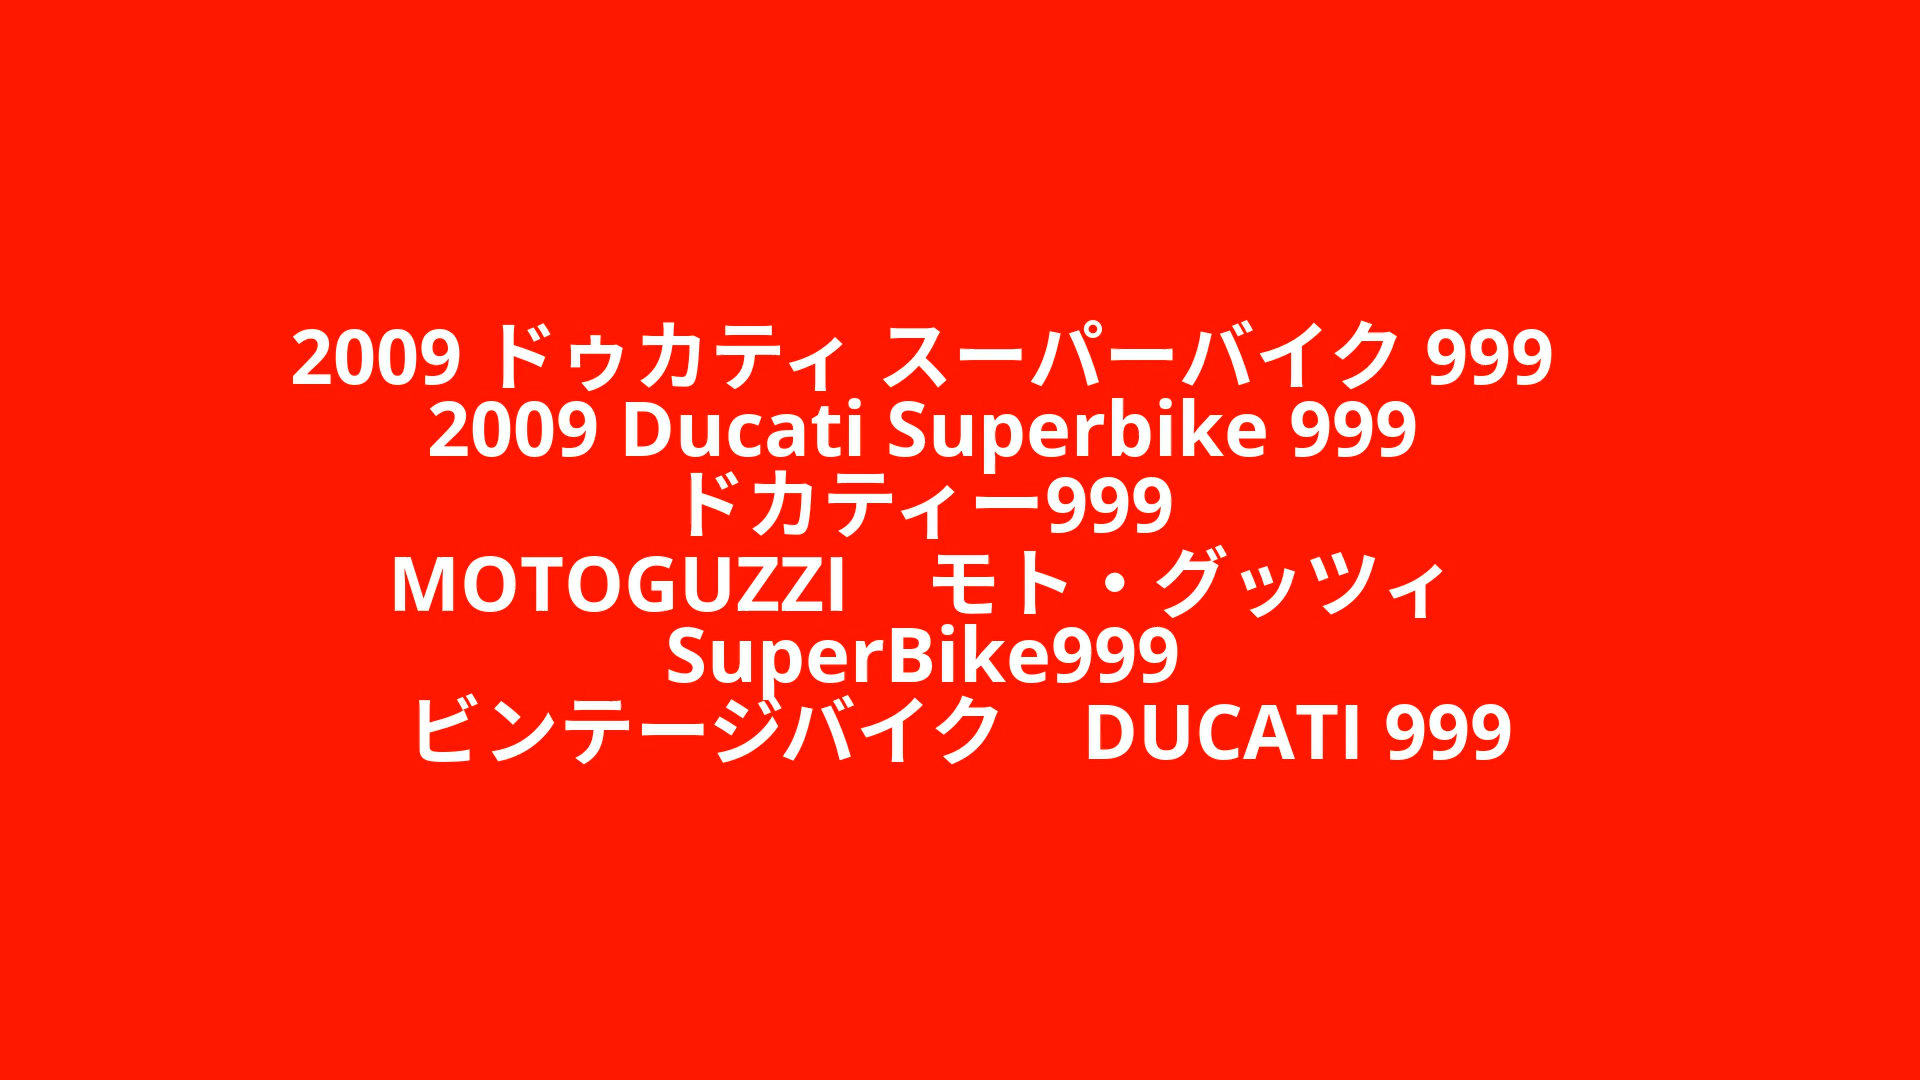 2009 ドゥカティ スーパーバイク 999
2009 Ducati Superbike 999
ドカティー999
MOTOGUZZI　モト・グッツィ
SuperBike999
ビンテージバイク　DUCATI 999